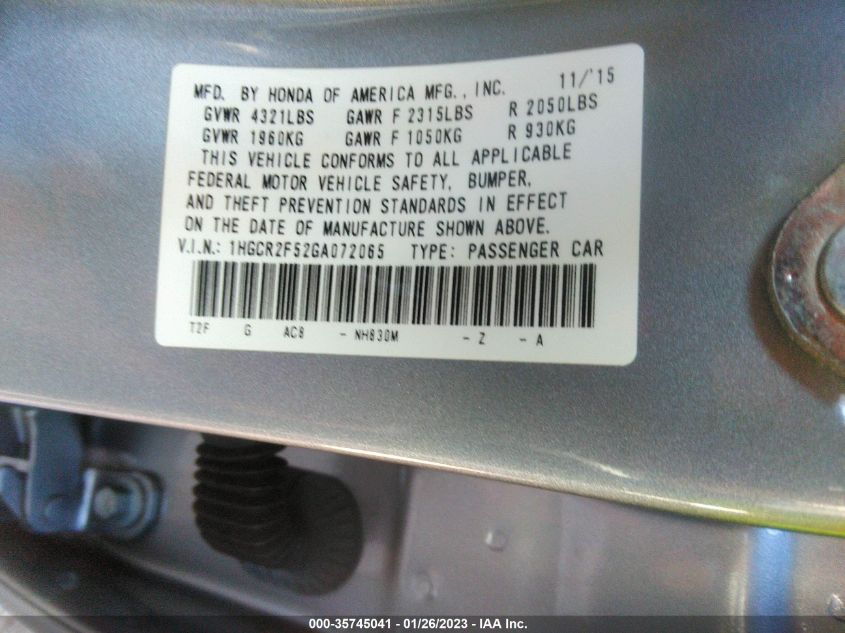 MFD. BY HONDA OF AMERICA MFG., INC. 11/'15
GVWR 4321LBS GAWR F 2315LBS R 2050LBS
GVWR 1960KG GAWR F 1050KG R 930KG
THIS VEHICLE CONFORMS TO ALL APPLICABLE
FEDERAL MOTOR VEHICLE SAFETY, BUMPER,
AND THEFT PREVENTION STANDARDS IN EFFECT
ON THE DATE OF MANUFACTURE SHOWN ABOVE.
V.I.N.: 1HGCR2F52GA072065 TYPE: PASSENGER CAR
T2F G AC8 - NH830M - Z - A
000-35745041 - 01/26/2023 - IAA Inc.